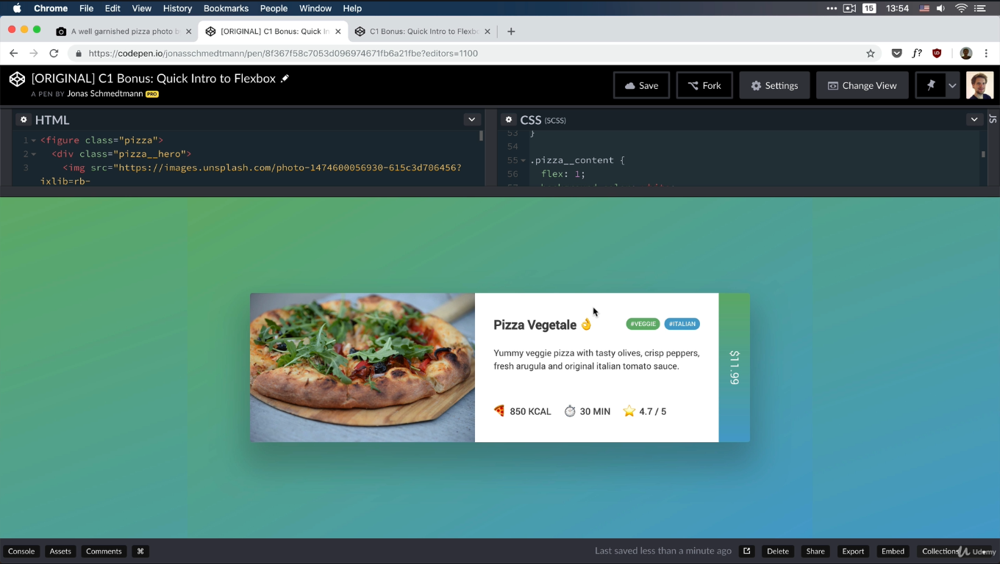 Chrome File Edit View History Bookmarks People Window Help 15 13:54
A well garnished pizza photo b [ORIGINAL] C1 Bonus: Quick In C1 Bonus: Quick Intro to Flexbo
https://codepen.io/jonasschmedtmann/pen/8f367f58c7053d096974671fb6a21fbe?editors=1100 f?
[ORIGINAL] C1 Bonus: Quick Intro to Flexbox
A PEN BY Jonas Schmedtmann PRO
Save Fork Settings Change View
HTML
1 <figure class="pizza">
2 <div class="pizza__hero">
3 <img src="https://images.unsplash.com/photo-1474600056930-615c3d706456?
ixlib=rb-
CSS (SCSS)
53 }
54
55 .pizza__content {
56 flex: 1;
JS
Pizza Vegetale 👌 #VEGGIE #ITALIAN
Yummy veggie pizza with tasty olives, crisp peppers,
fresh arugula and original italian tomato sauce.
🍕 850 KCAL ⏱ 30 MIN ⭐ 4.7 / 5
$11.99
Console Assets Comments ⌘ Last saved less than a minute ago Delete Share Export Embed Collections
Udemy